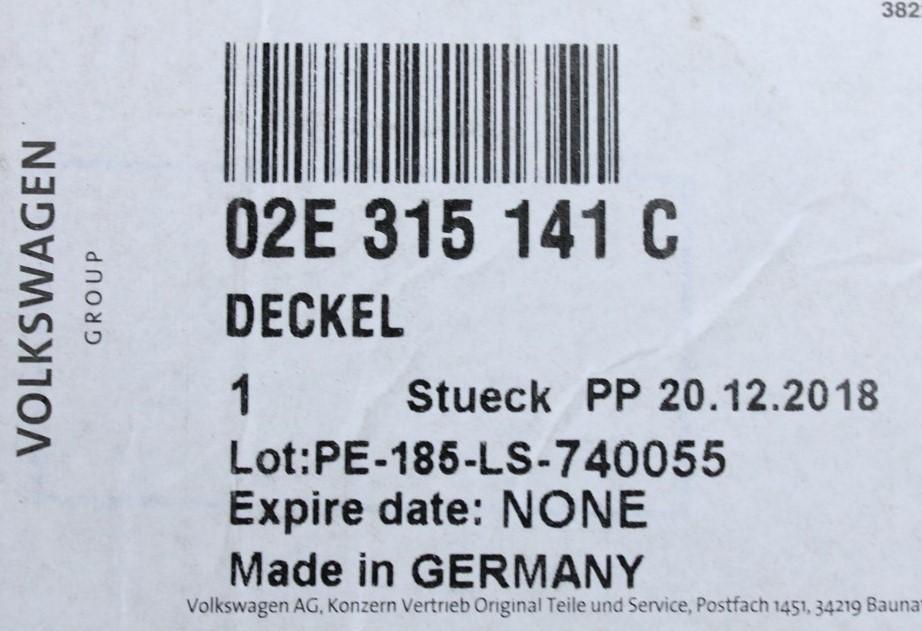 382
VOLKSWAGEN
GROUP
02E 315 141 C
DECKEL
1 Stueck PP 20.12.2018
Lot:PE-185-LS-740055
Expire date: NONE
Made in GERMANY
Volkswagen AG, Konzern Vertrieb Original Teile und Service, Postfach 1451, 34219 Bauna